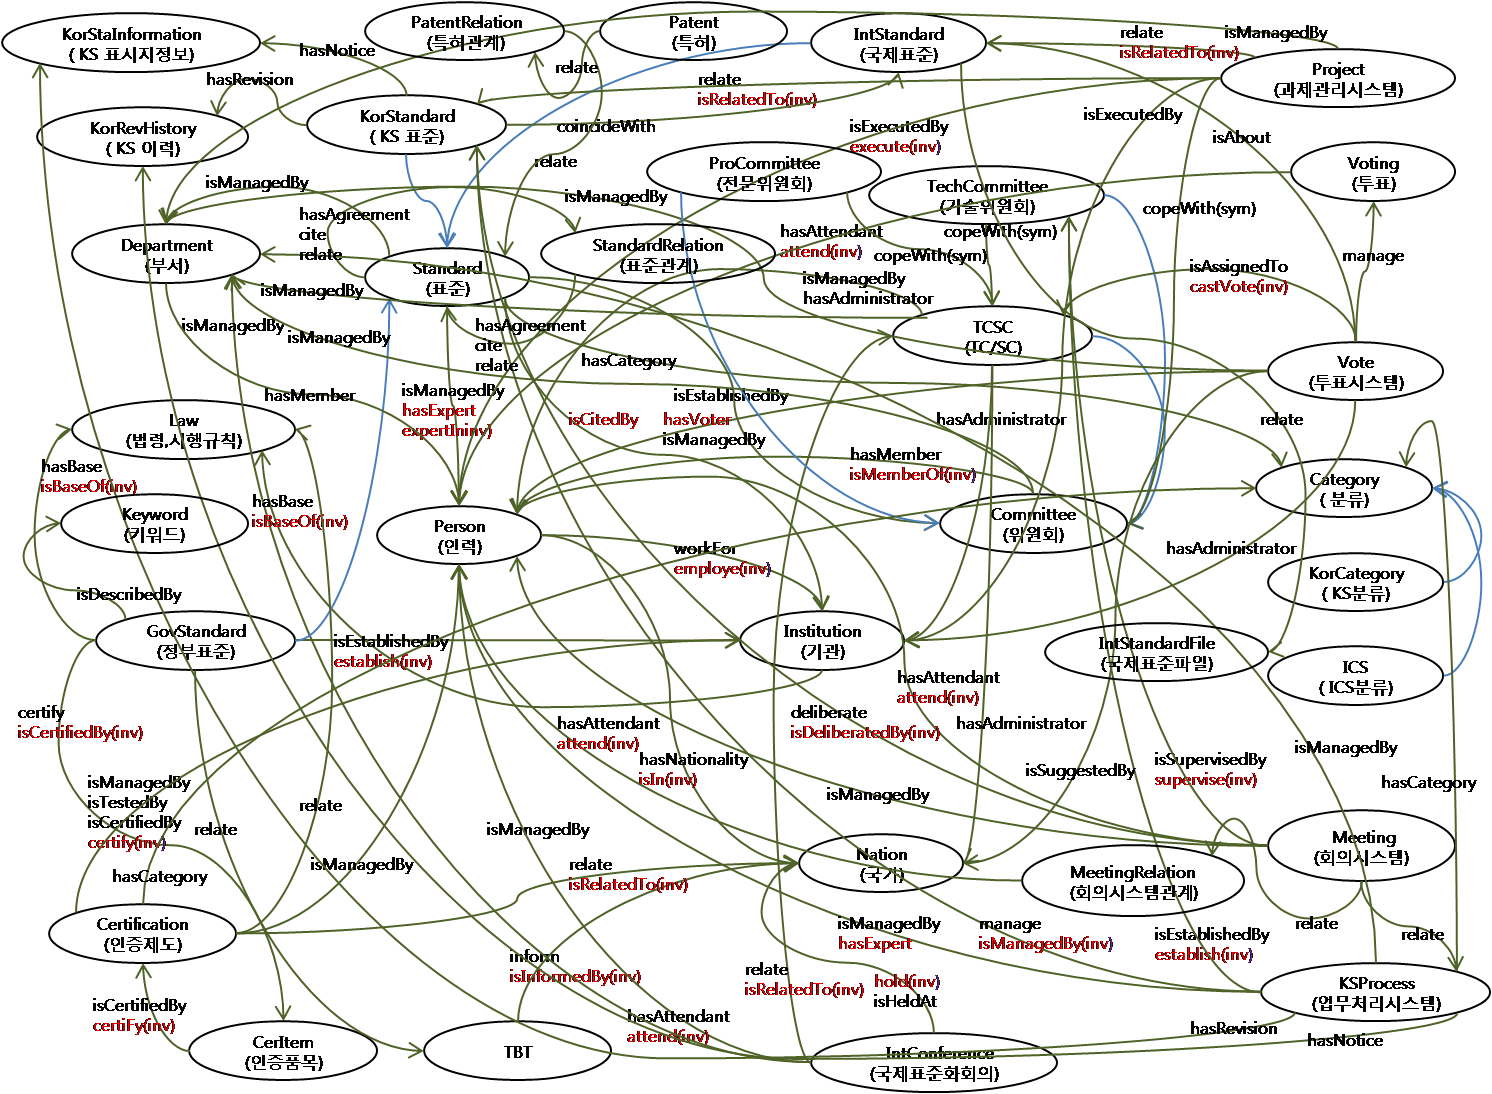 KorStaInformation
( KS 표시지정보)
PatentRelation
(특허관계)
Patent
(특허)
IntStandard
(국제표준)
relate
isRelatedTo(inv)
isManagedBy
Project
(과제관리시스템)
hasNotice
hasRevision
relate
relate
isRelatedTo(inv)
KorStandard
( KS 표준)
KorRevHistory
( KS 이력)
coincideWith
isExecutedBy
execute(inv)
isExecutedBy
isAbout
relate
ProCommittee
(전문위원회)
TechCommittee
(기술위원회)
Voting
(투표)
isManagedBy
isManagedBy
hasAgreement
cite
relate
copeWith(sym)
copeWith(sym)
copeWith(sym)
Department
(부서)
StandardRelation
(표준관계)
hasAttendant
attend(inv)
manage
Standard
(표준)
isManagedBy
isManagedBy
hasAdministrator
isAssignedTo
castVote(inv)
isManagedBy
isManagedBy
hasAgreement
cite
relate
TCSC
(TC/SC)
hasCategory
Vote
(투표시스템)
hasMember
isManagedBy
hasExpert
expertIninv)
isEstablishedBy
isCitedBy
hasVoter
isManagedBy
hasAdministrator
relate
Law
(법령,시행규칙)
hasBase
isBaseOf(inv)
hasMember
isMemberOf(inv)
Category
( 분류)
hasBase
isBaseOf(inv)
Keyword
(키워드)
Person
(인력)
Committee
(위원회)
workFor
employe(inv)
hasAdministrator
KorCategory
( KS분류)
isDescribedBy
GovStandard
(정부표준)
isEstablishedBy
establish(inv)
Institution
(기관)
IntStandardFile
(국제표준파일)
ICS
( ICS분류)
hasAttendant
attend(inv)
certify
isCertifiedBy(inv)
hasAttendant
attend(inv)
deliberate
isDeliberatedBy(inv)
hasAdministrator
isManagedBy
hasNationality
isIn(inv)
isSuggestedBy
isSupervisedBy
supervise(inv)
hasCategory
isManagedBy
isTestedBy
isCertifiedBy
certify(inv)
relate
relate
isManagedBy
isManagedBy
Meeting
(회의시스템)
isManagedBy
hasCategory
relate
isRelatedTo(inv)
Nation
(국가)
MeetingRelation
(회의시스템관계)
Certification
(인증제도)
isManagedBy
hasExpert
manage
isManagedBy(inv)
isEstablishedBy
establish(inv)
relate
relate
inform
isInformedBy(inv)
relate
isRelatedTo(inv)
hold(inv)
isHeldAt
KSProcess
(업무처리시스템)
isCertifiedBy
certiFy(inv)
hasAttendant
attend(inv)
hasRevision
hasNotice
CerItem
(인증품목)
TBT
IntConference
(국제표준화회의)